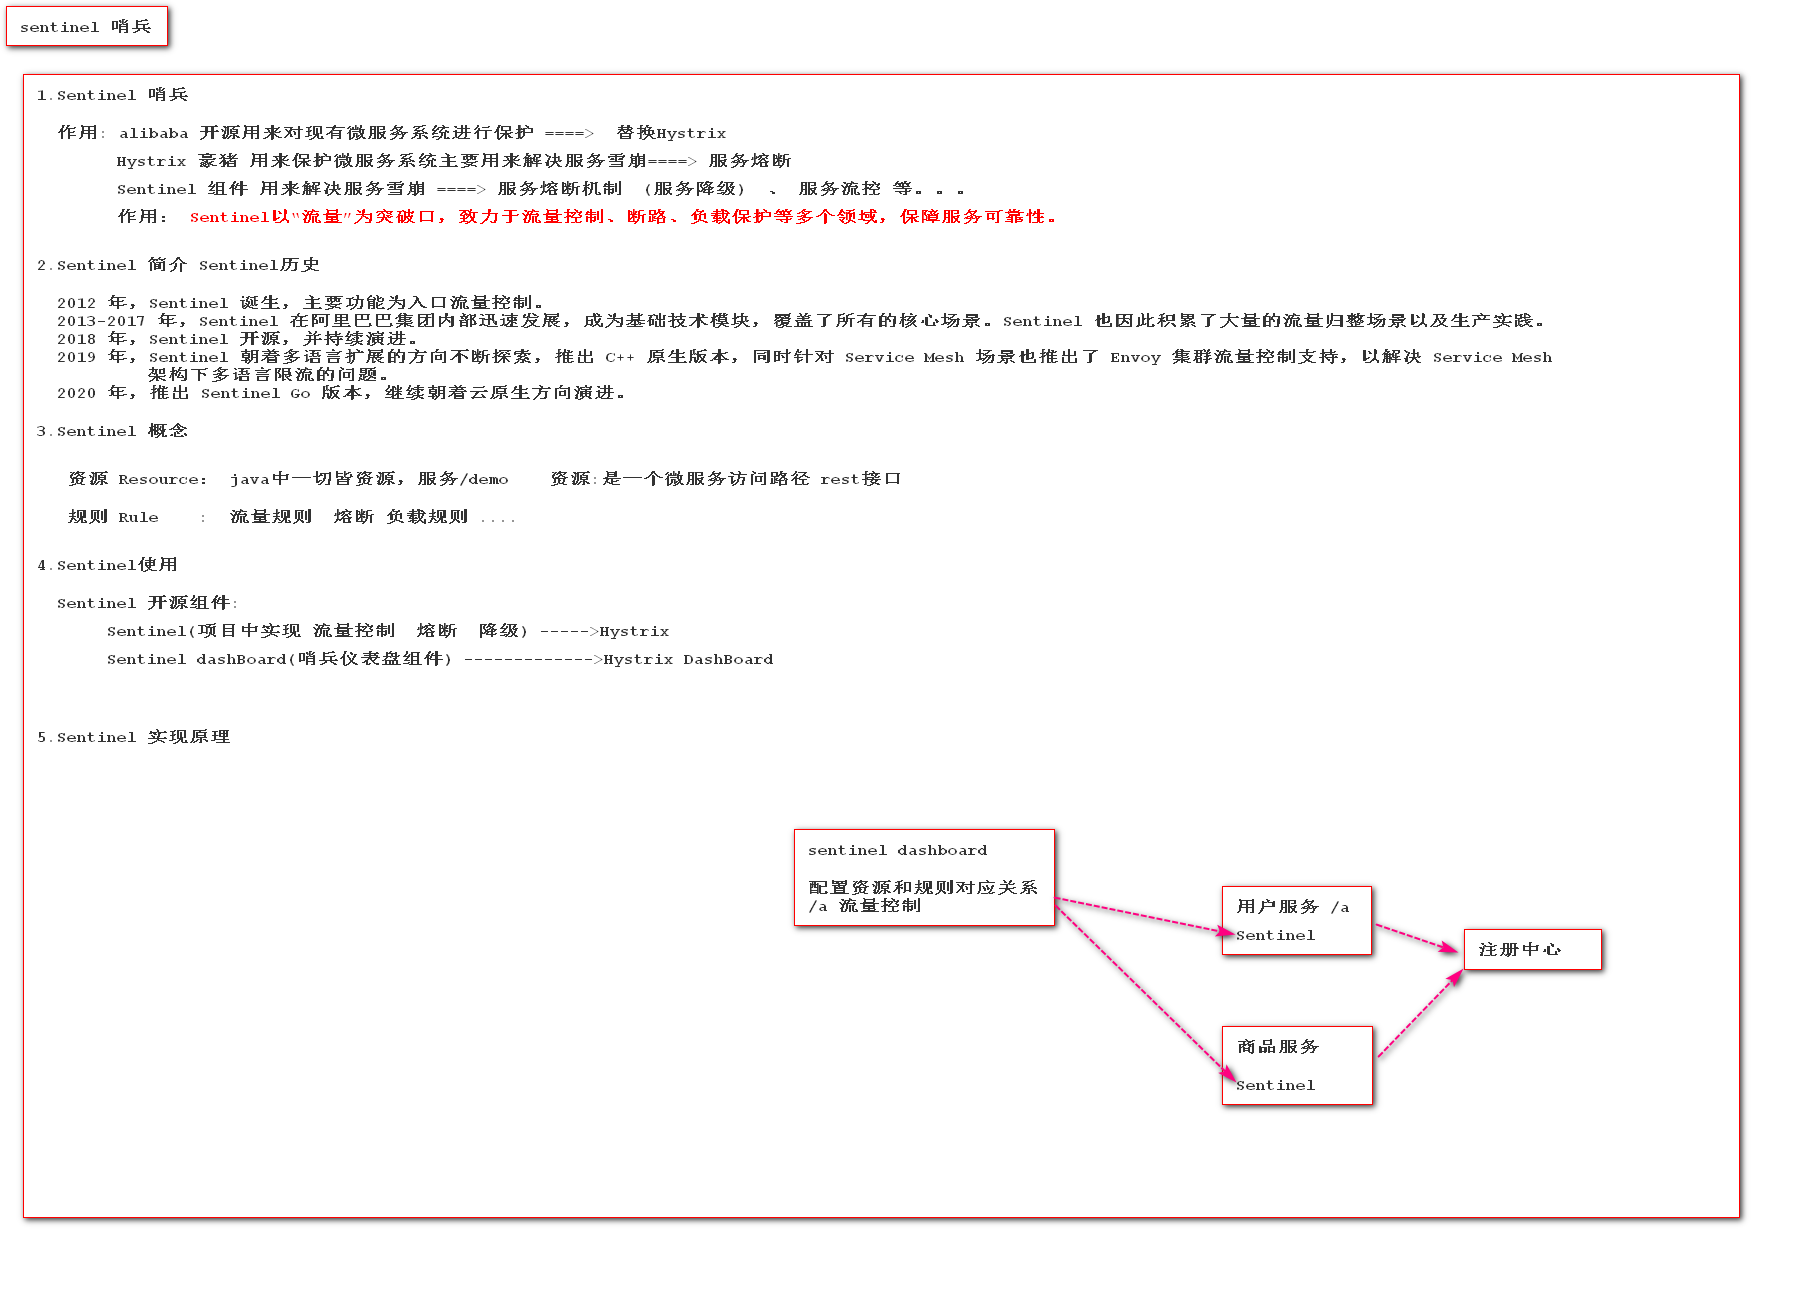 sentinel 哨兵
1.Sentinel 哨兵
作用: alibaba 开源用来对现有微服务系统进行保护 ====> 替换Hystrix
Hystrix 豪猪 用来保护微服务系统主要用来解决服务雪崩====> 服务熔断
Sentinel 组件 用来解决服务雪崩 ====> 服务熔断机制 (服务降级) 、 服务流控 等。。。
作用: Sentinel以“流量”为突破口，致力于流量控制、断路、负载保护等多个领域，保障服务可靠性。
2.Sentinel 简介 Sentinel历史
2012 年，Sentinel 诞生，主要功能为入口流量控制。
2013-2017 年，Sentinel 在阿里巴巴集团内部迅速发展，成为基础技术模块，覆盖了所有的核心场景。Sentinel 也因此积累了大量的流量归整场景以及生产实践。
2018 年，Sentinel 开源，并持续演进。
2019 年，Sentinel 朝着多语言扩展的方向不断探索，推出 C++ 原生版本，同时针对 Service Mesh 场景也推出了 Envoy 集群流量控制支持，以解决 Service Mesh
架构下多语言限流的问题。
2020 年，推出 Sentinel Go 版本，继续朝着云原生方向演进。
3.Sentinel 概念
资源 Resource: java中一切皆资源，服务/demo 资源:是一个微服务访问路径 rest接口
规则 Rule : 流量规则 熔断 负载规则 ....
4.Sentinel使用
Sentinel 开源组件:
Sentinel(项目中实现 流量控制 熔断 降级) ----->Hystrix
Sentinel dashBoard(哨兵仪表盘组件) ------------->Hystrix DashBoard
5.Sentinel 实现原理
sentinel dashboard
配置资源和规则对应关系
/a 流量控制
用户服务 /a
Sentinel
注册中心
商品服务
Sentinel